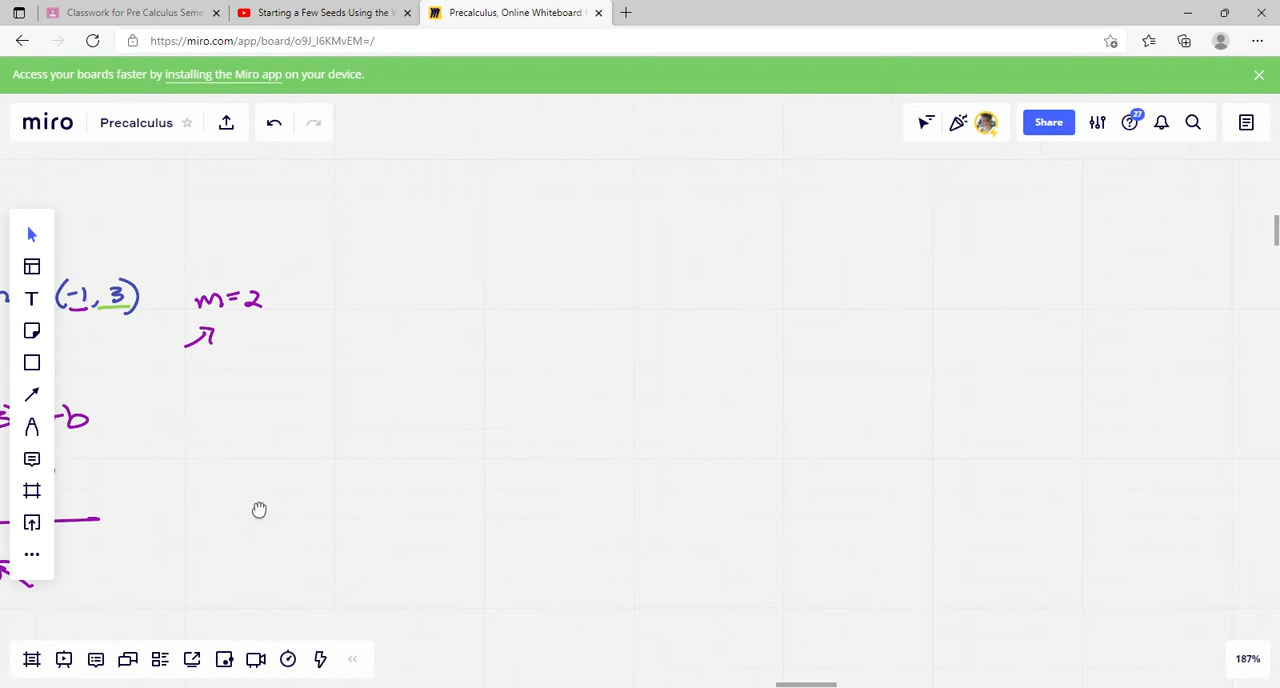 Classwork for Pre Calculus Seme
Starting a Few Seeds Using the W
Precalculus, Online Whiteboard f
https://miro.com/app/board/o9J_l6KMvEM=/
Access your boards faster by installing the Miro app on your device.
miro
Precalculus
Share
27
(-1, 3)
m=2
-b
187%